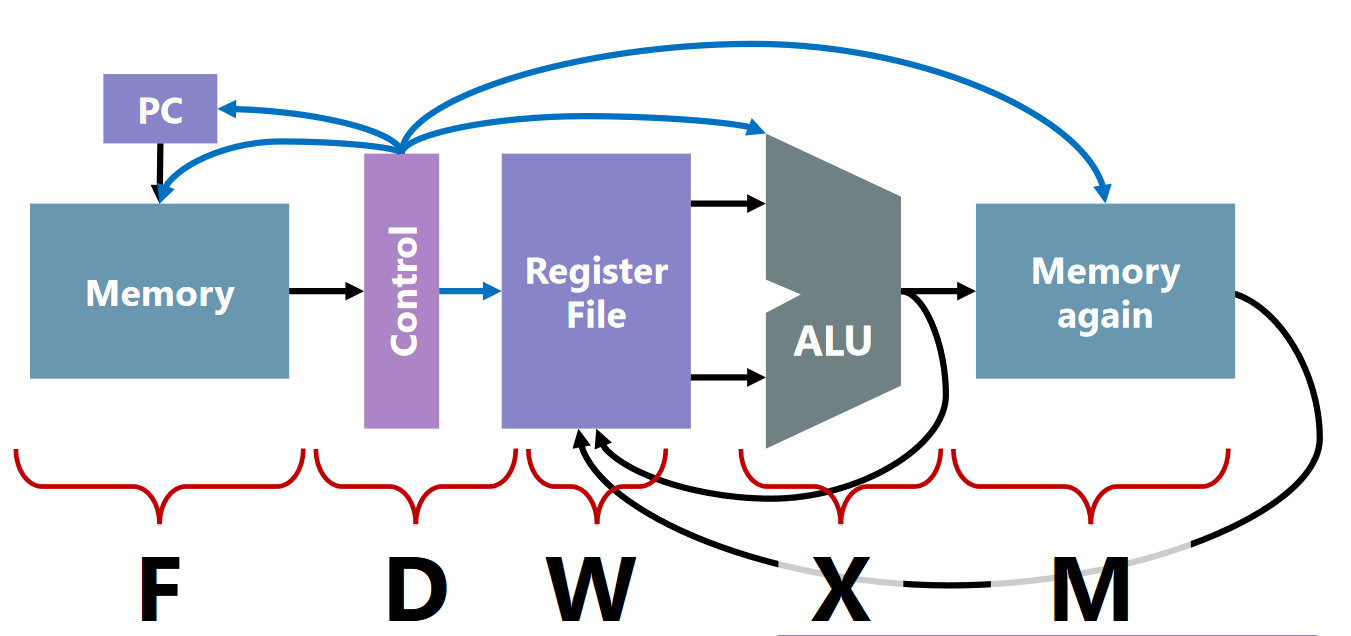 PC
Memory
Control
Register
File
ALU
Memory
again
F
D
W
X
M